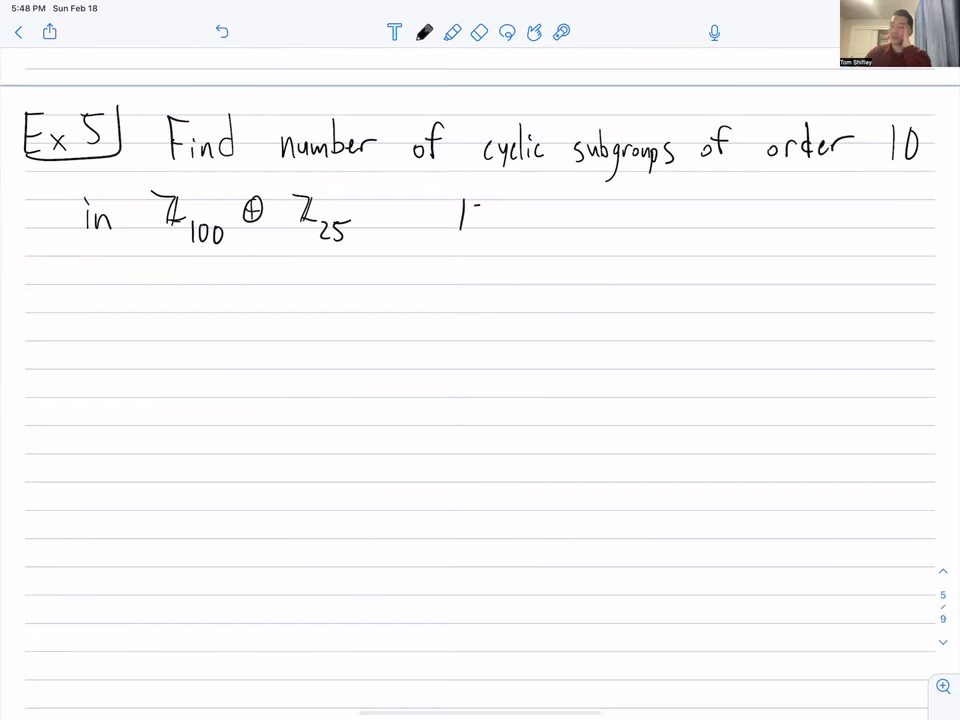 5:48 PM Sun Feb 18
Tom Shifley
Ex 5 Find number of cyclic subgroups of order 10
in ℤ₁₀₀ ⊕ ℤ₂₅
5
/
9